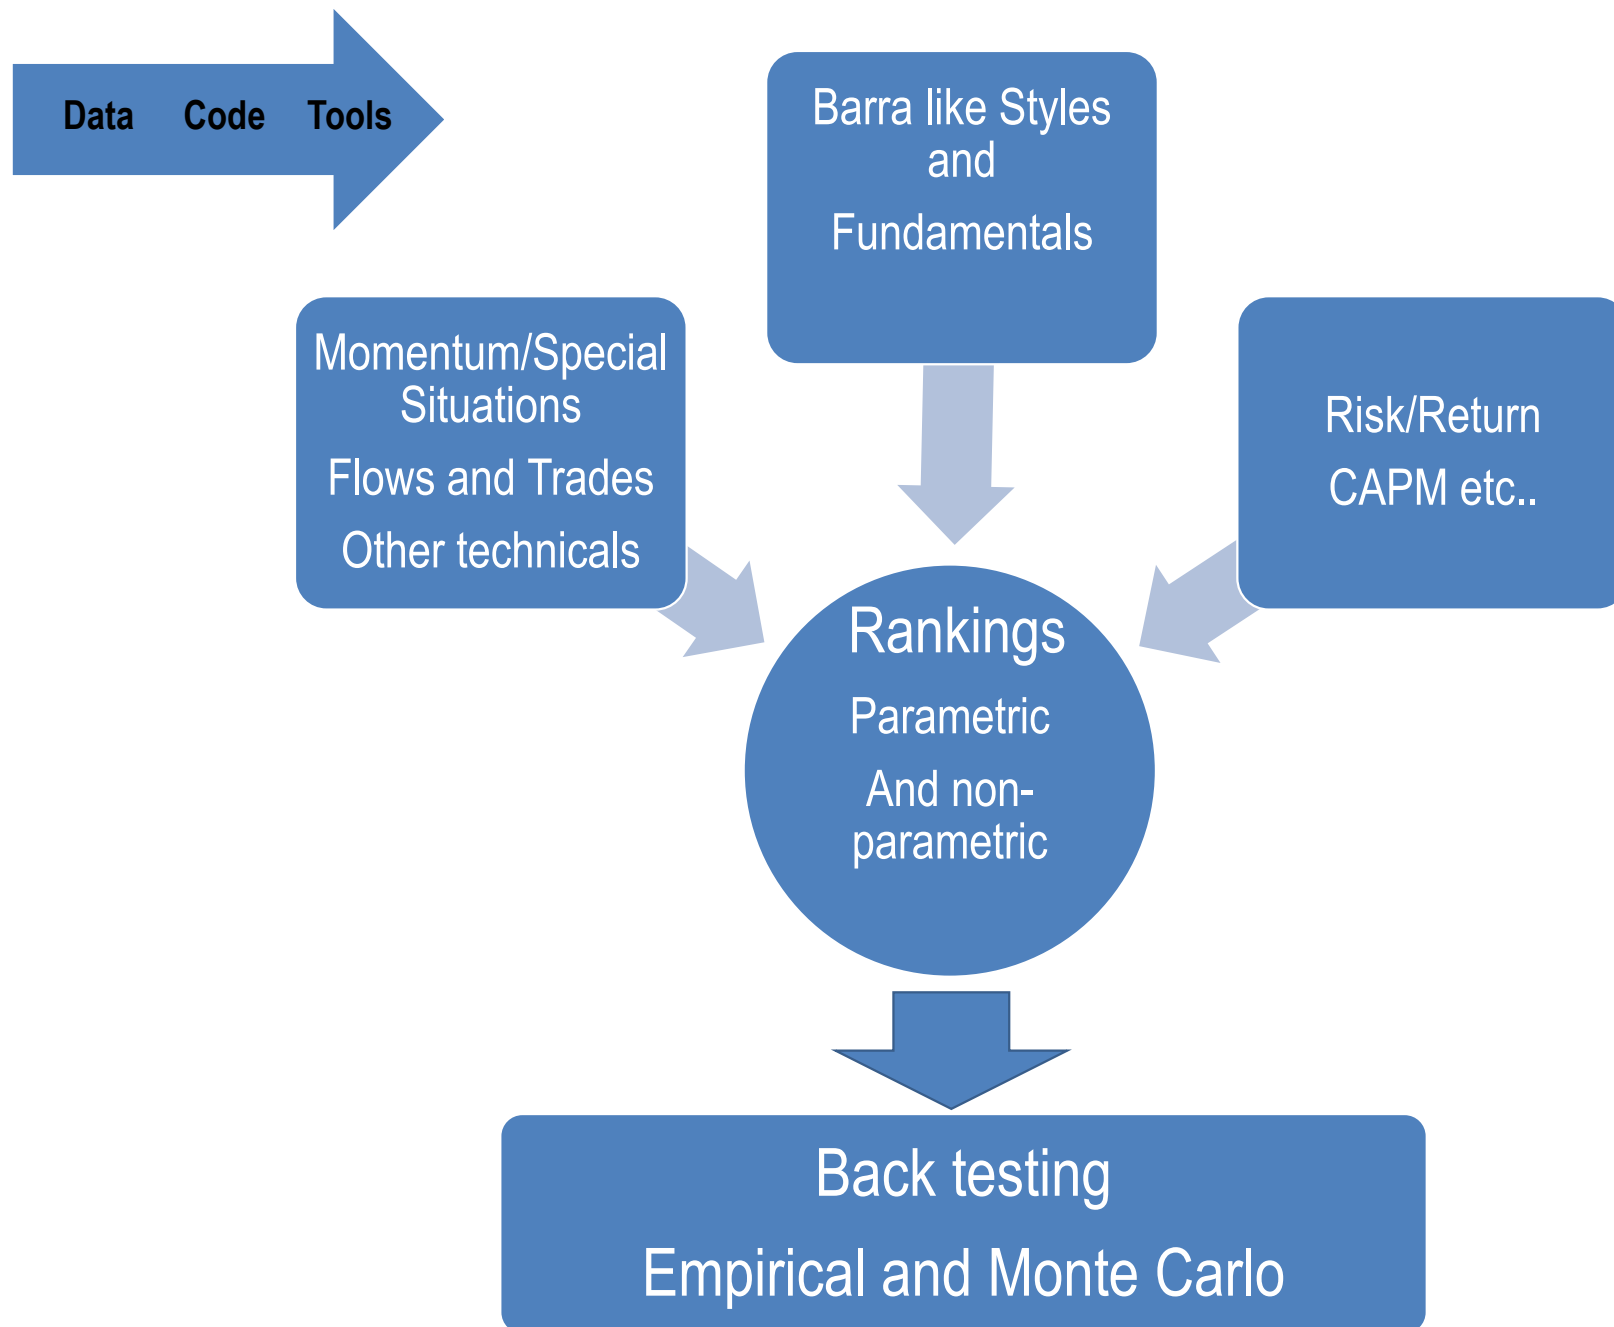 Data Code Tools
Barra like Styles
and
Fundamentals
Momentum/Special
Situations
Flows and Trades
Other technicals
Risk/Return
CAPM etc..
Rankings
Parametric
And non-
parametric
Back testing
Empirical and Monte Carlo